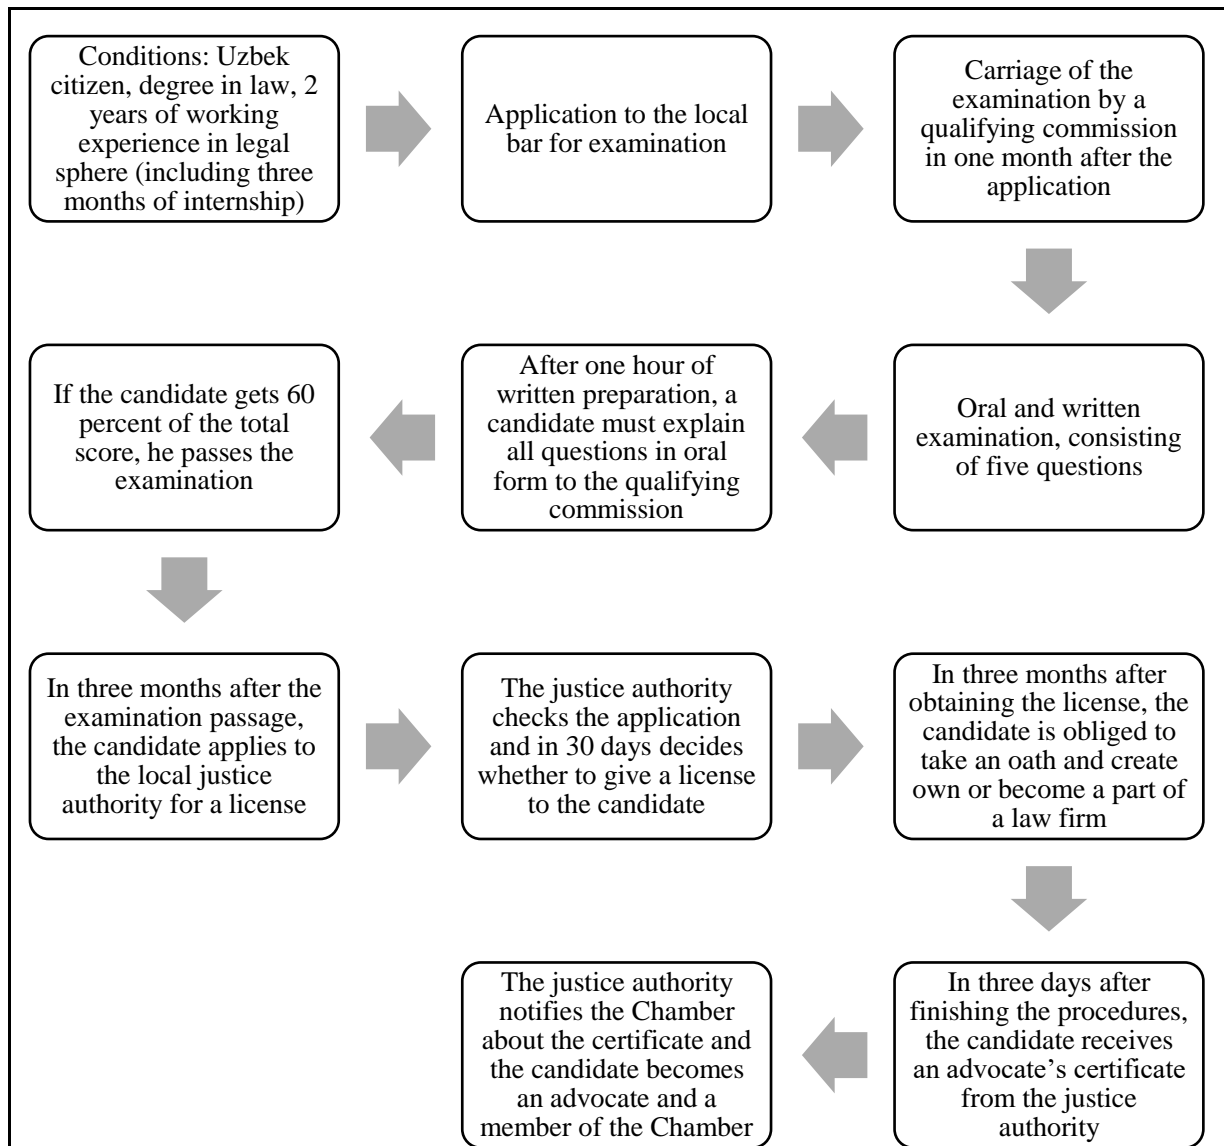 Conditions: Uzbek
citizen, degree in law, 2
years of working
experience in legal
sphere (including three
months of internship)
Application to the local
bar for examination
Carriage of the
examination by a
qualifying commission
in one month after the
application
Oral and written
examination, consisting
of five questions
After one hour of
written preparation, a
candidate must explain
all questions in oral
form to the qualifying
commission
If the candidate gets 60
percent of the total
score, he passes the
examination
In three months after the
examination passage,
the candidate applies to
the local justice
authority for a license
The justice authority
checks the application
and in 30 days decides
whether to give a license
to the candidate
In three months after
obtaining the license, the
candidate is obliged to
take an oath and create
own or become a part of
a law firm
In three days after
finishing the procedures,
the candidate receives
an advocate’s certificate
from the justice
authority
The justice authority
notifies the Chamber
about the certificate and
the candidate becomes
an advocate and a
member of the Chamber